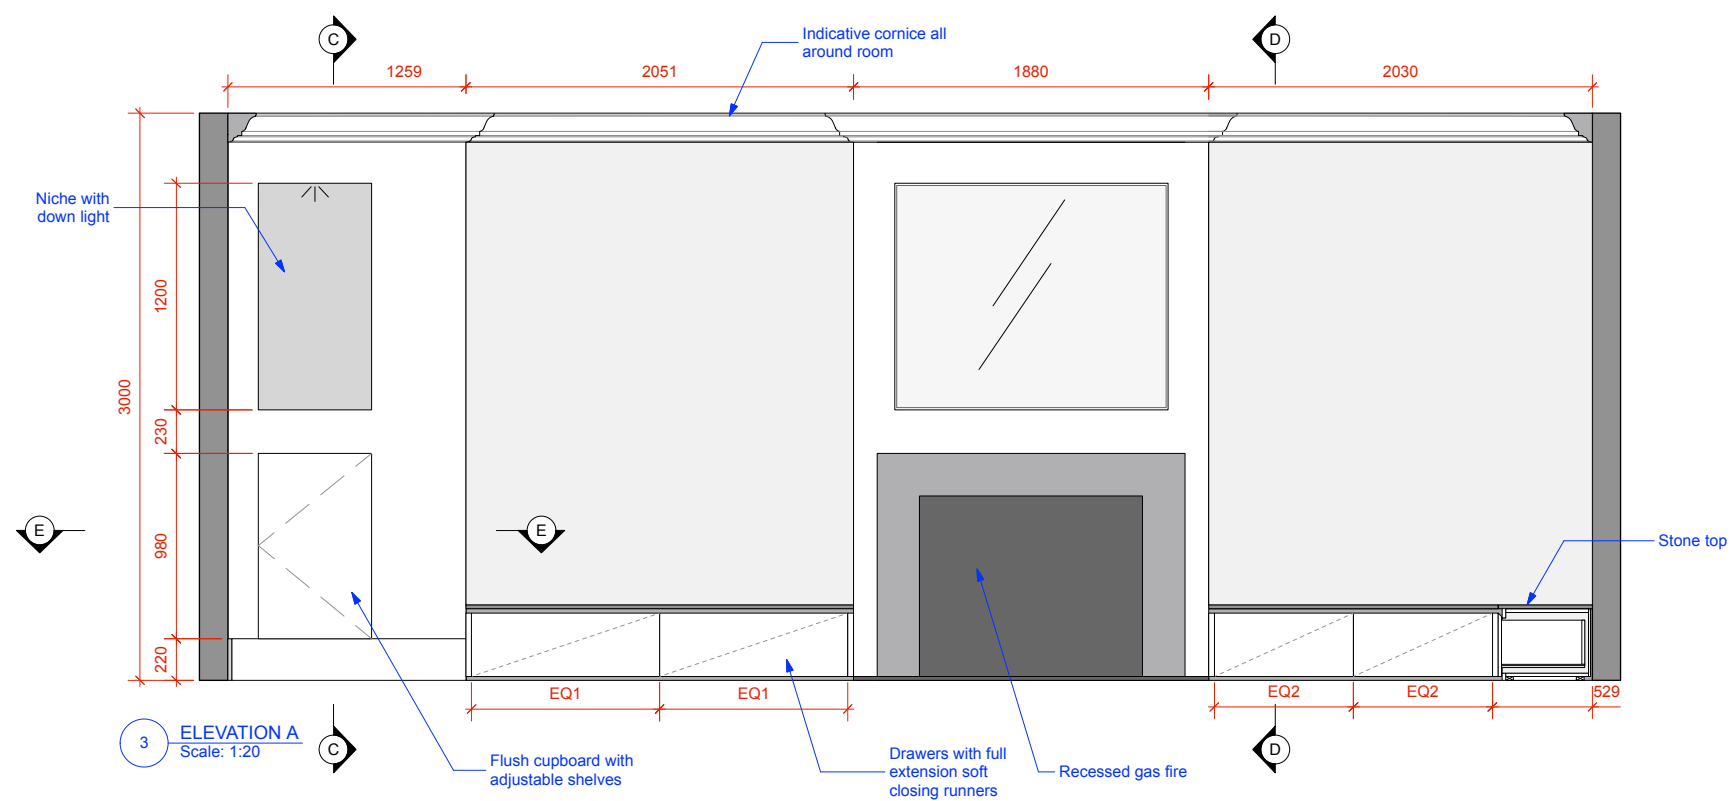 C
D
Indicative cornice all
around room
1259
2051
1880
2030
Niche with
down light
1200
3000
230
980
220
E
E
Stone top
EQ1
EQ1
EQ2
EQ2
529
3
ELEVATION A
Scale: 1:20
C
D
Flush cupboard with
adjustable shelves
Drawers with full
extension soft
closing runners
Recessed gas fire